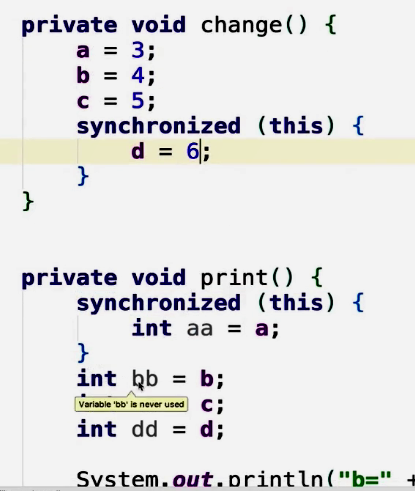 private void change() {
a = 3;
b = 4;
c = 5;
synchronized (this) {
d = 6;
}
}
private void print() {
synchronized (this) {
int aa = a;
}
int bb = b;
Variable 'bb' is never used
c;
int dd = d;
System.out.println("b=" +